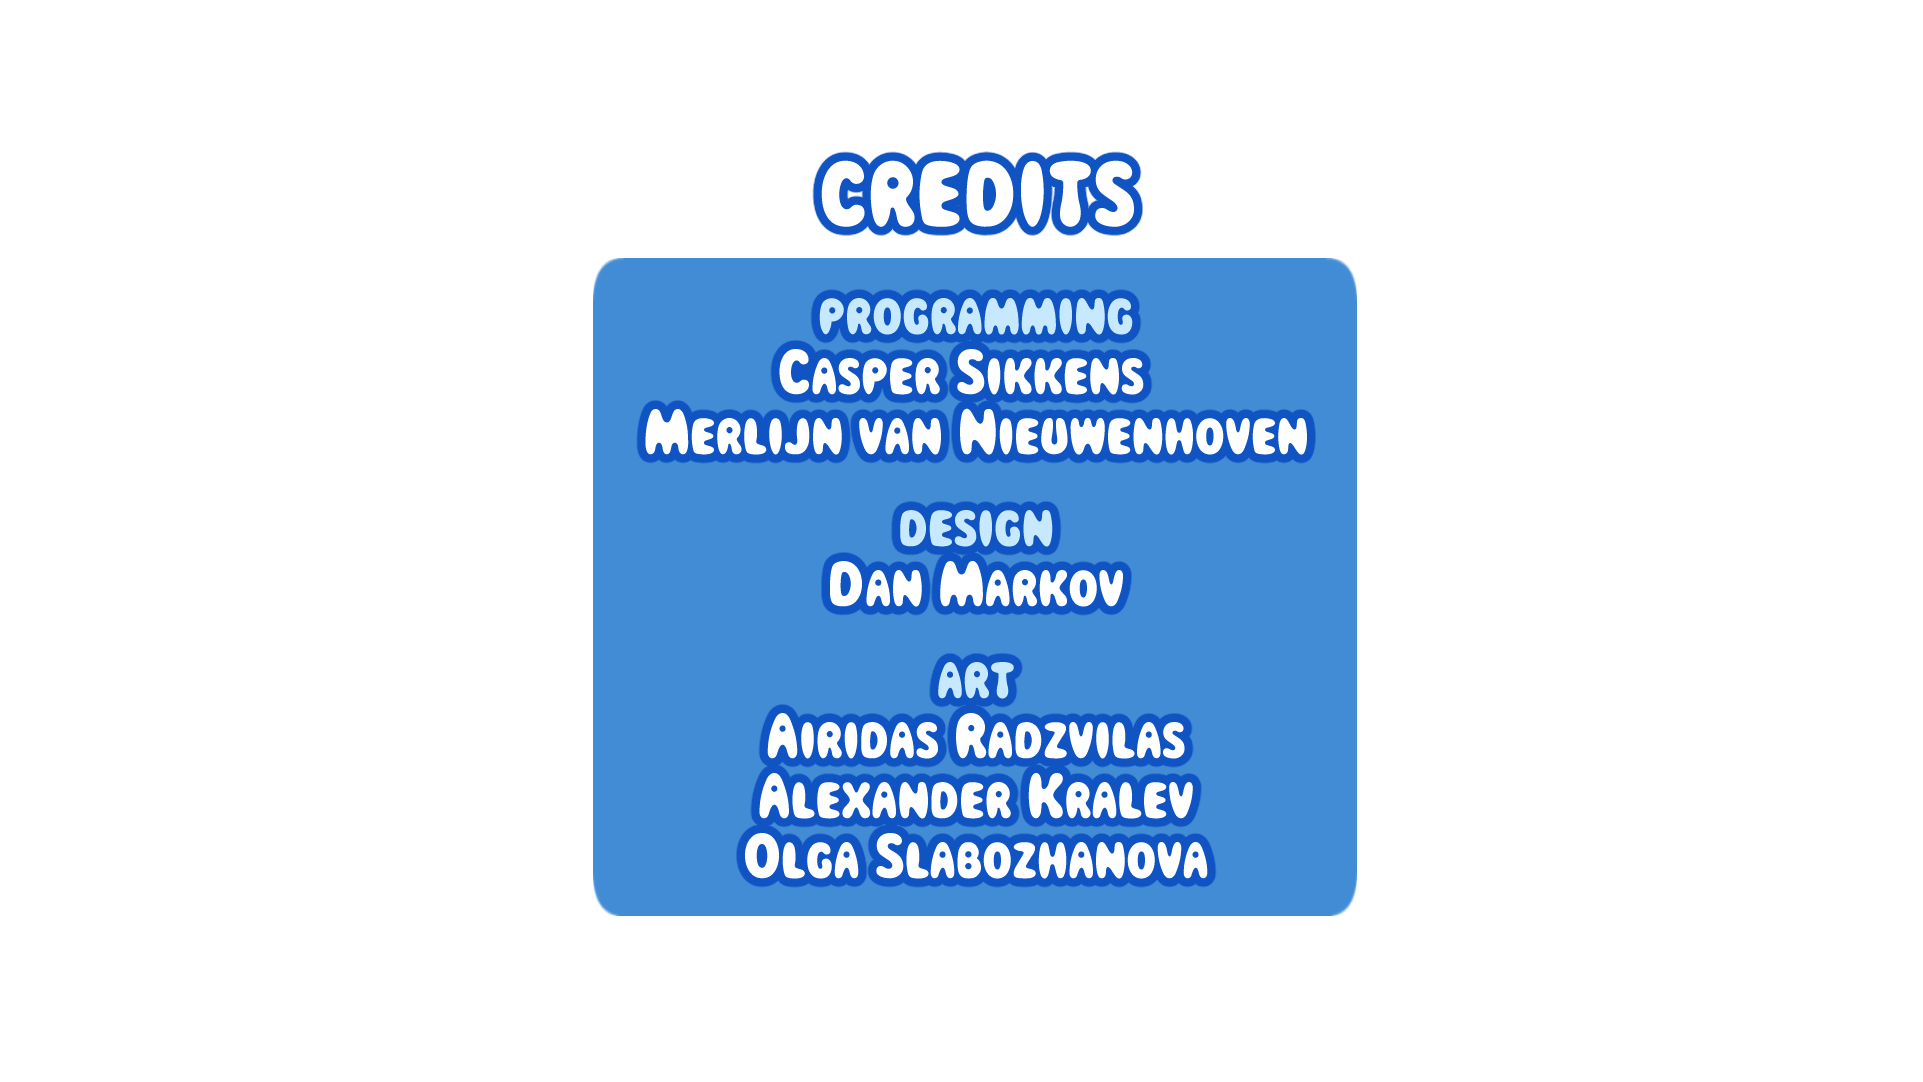 CREDITS
PROGRAMMING
Casper Sikkens
Merlijn van Nieuwenhoven
DESIGN
Dan Markov
ART
Airidas Radzvilas
Alexander Kralev
Olga Slabozhanova